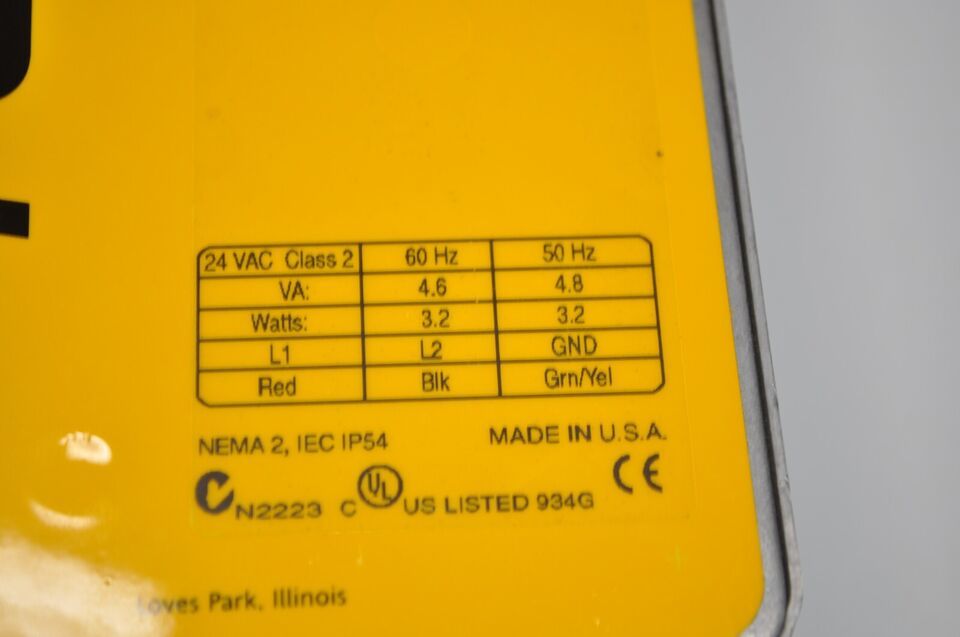 24 VAC Class 2 60 Hz 50 Hz
VA: 4.6 4.8
Watts: 3.2 3.2
L1 L2 GND
Red Blk Grn/Yel
NEMA 2, IEC IP54 MADE IN U.S.A.
N2223 C UL US LISTED 934G CE
Loves Park, Illinois